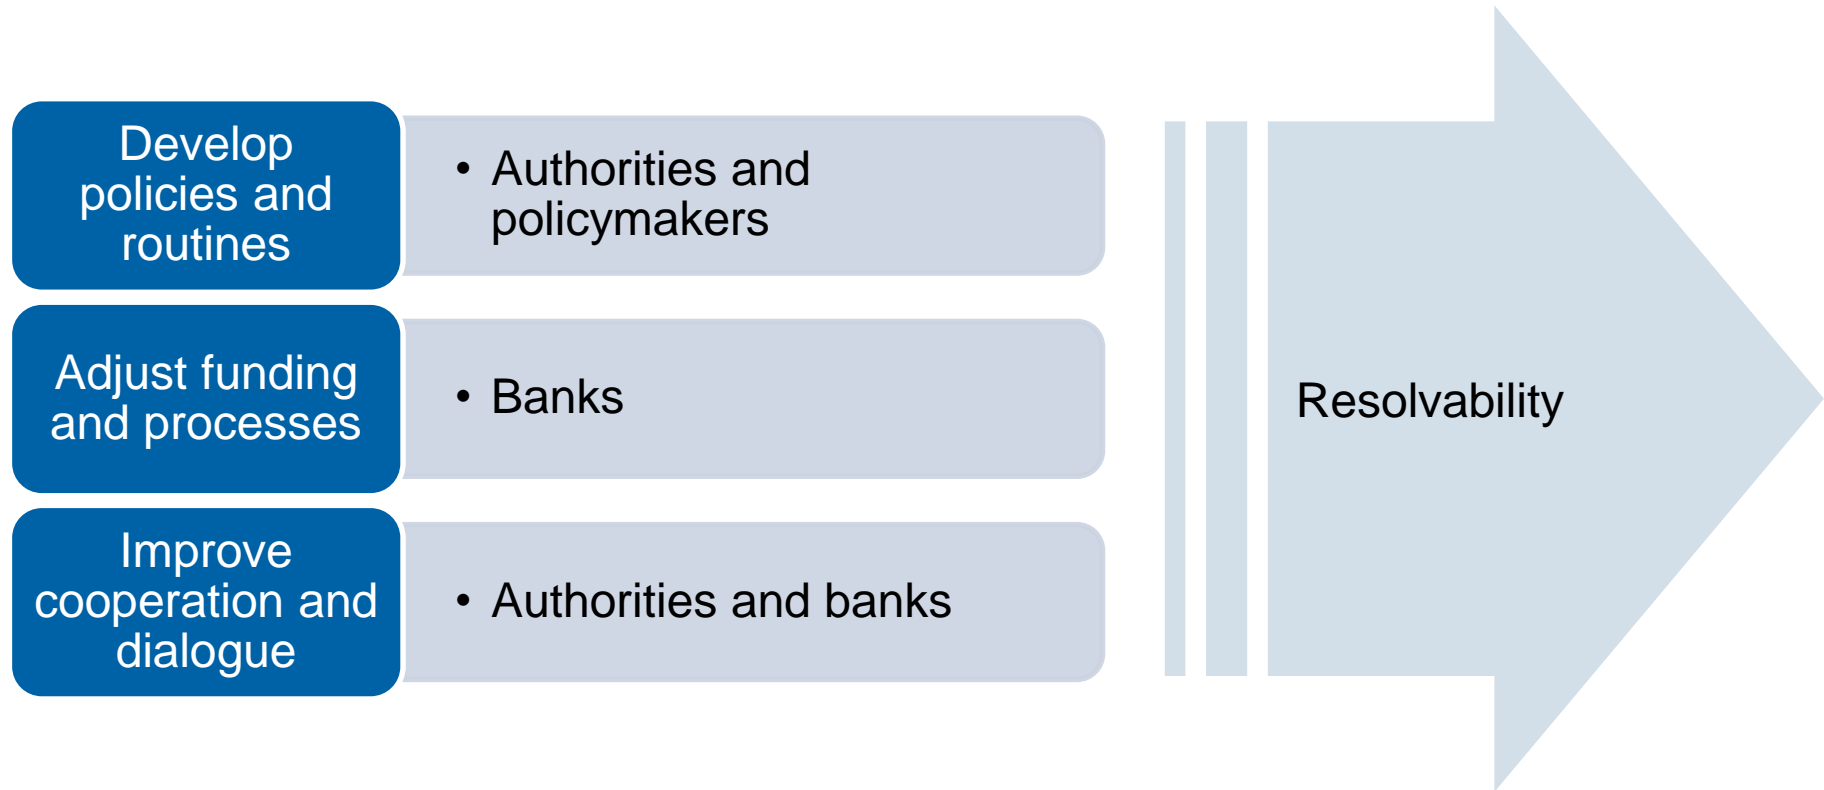 Develop
policies and
routines
• Authorities and
policymakers
Adjust funding
and processes
• Banks
Improve
cooperation and
dialogue
• Authorities and banks
Resolvability